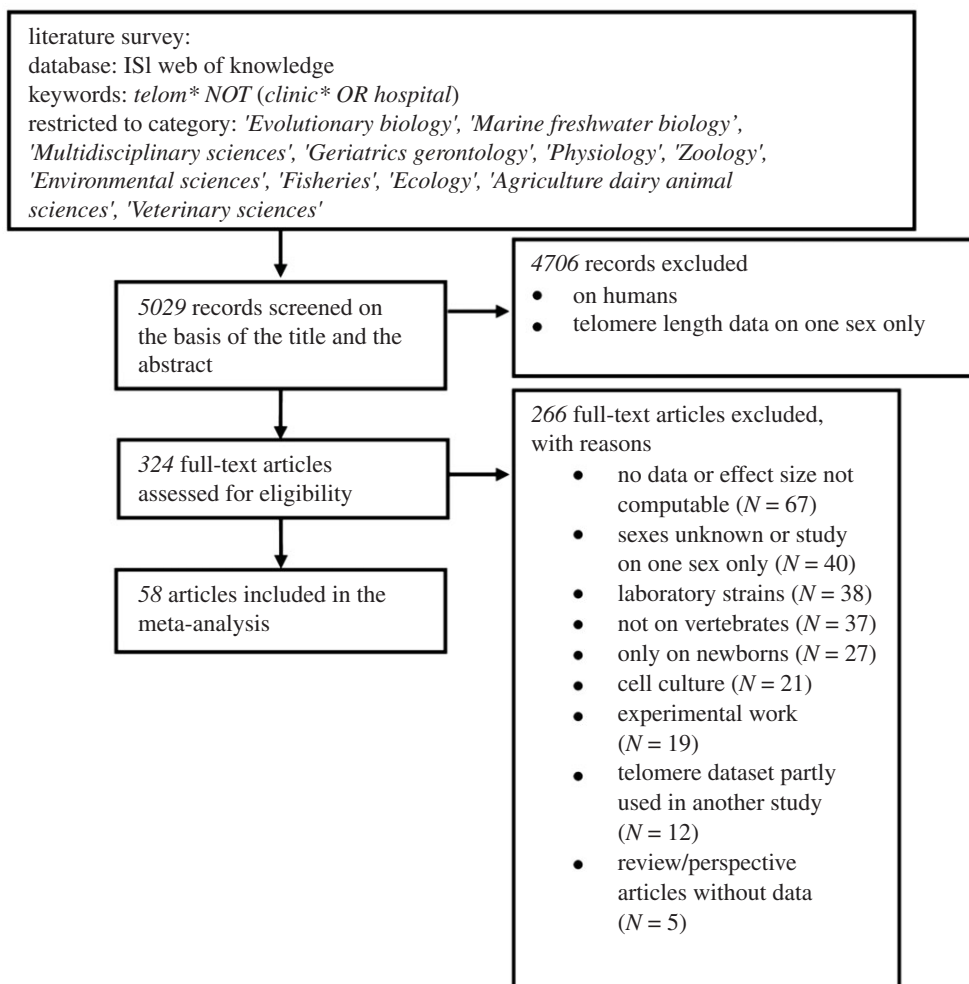 literature survey:
database: ISl web of knowledge
keywords: telom* NOT (clinic* OR hospital)
restricted to category: 'Evolutionary biology', 'Marine freshwater biology’,
'Multidisciplinary sciences', 'Geriatrics gerontology', 'Physiology', 'Zoology',
'Environmental sciences', 'Fisheries', 'Ecology', 'Agriculture dairy animal
sciences', 'Veterinary sciences'
5029 records screened on
the basis of the title and the
abstract
4706 records excluded
• on humans
• telomere length data on one sex only
324 full-text articles
assessed for eligibility
266 full-text articles excluded,
with reasons
• no data or effect size not
computable (N = 67)
• sexes unknown or study
on one sex only (N = 40)
• laboratory strains (N = 38)
• not on vertebrates (N = 37)
• only on newborns (N = 27)
• cell culture (N = 21)
• experimental work
(N = 19)
• telomere dataset partly
used in another study
(N = 12)
• review/perspective
articles without data
(N = 5)
58 articles included in the
meta-analysis